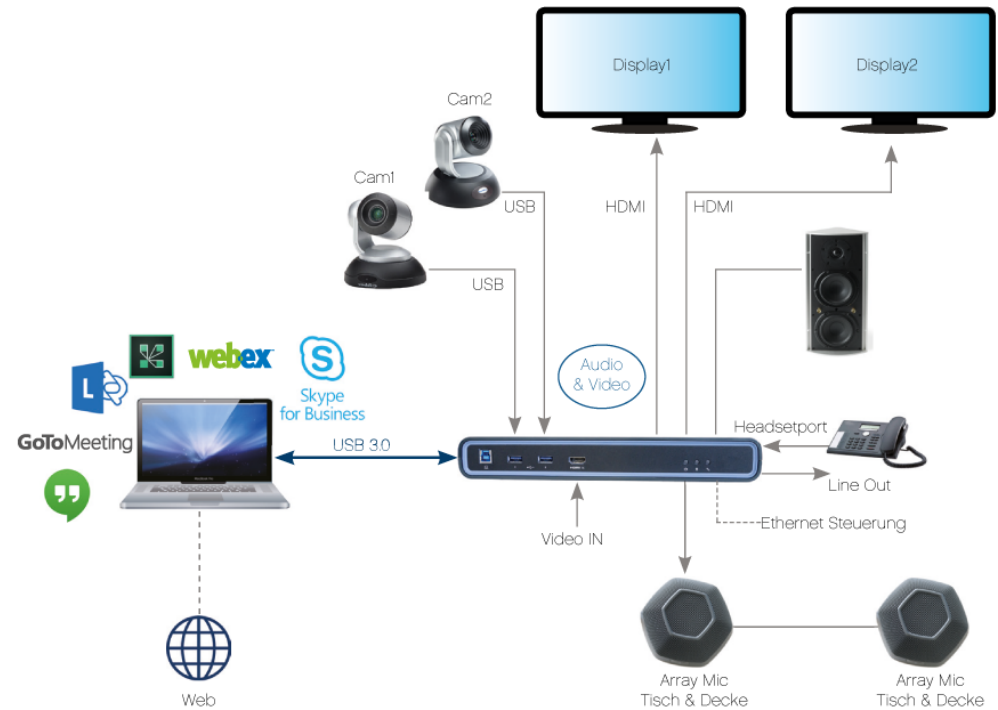 Display1
Display2
Cam2
Cam1
USB
HDMI
HDMI
USB
webex
L
S
Skype
for Business
Audio
& Video
GoToMeeting
USB 3.0
Headsetport
Line Out
Ethernet Steuerung
Video IN
Array Mic
Tisch & Decke
Array Mic
Tisch & Decke
Web